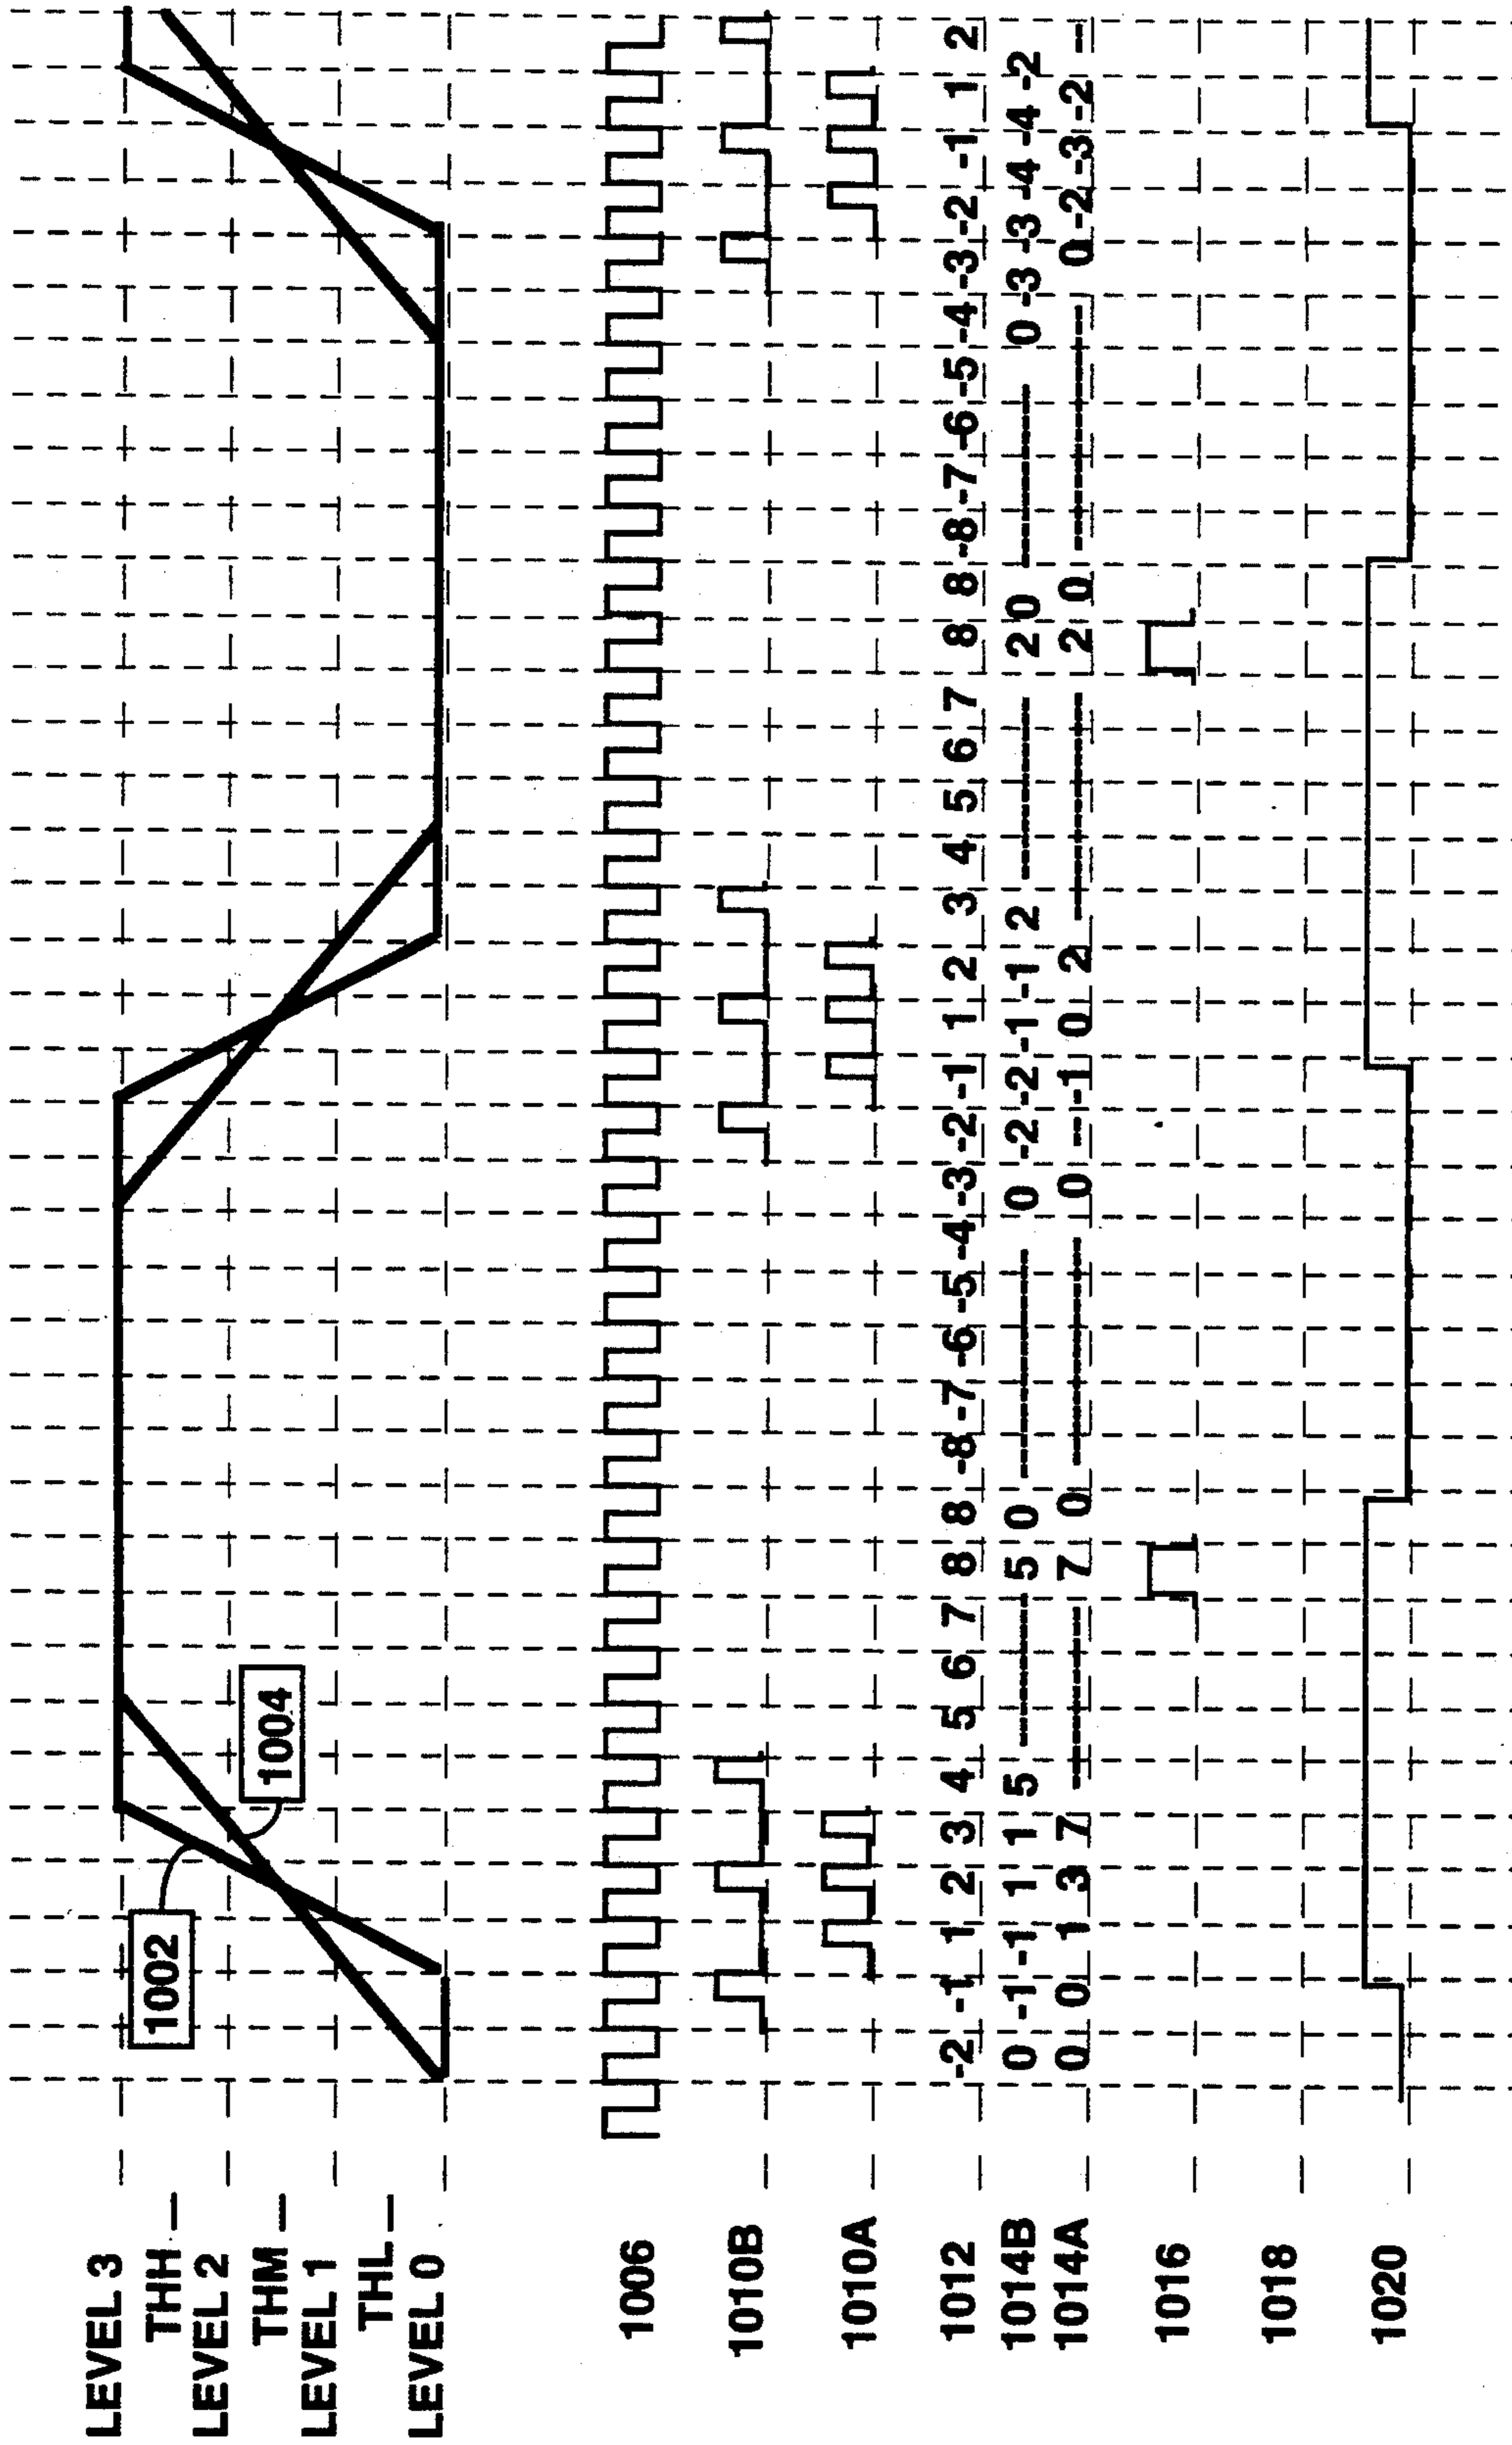 LEVEL 3
THH
LEVEL 2
THM
LEVEL 1
THL
LEVEL 0
1002
1004
1006
1010B
1010A
1012 -2 -1 1 2 3 4 5 6 7 8 8 -8 -7 -6 -5 -4 -3 -2 -1 1 2 3 4 5 6 7 8 8 -8 -7 -6 -5 -4 -3 -2 -1 1 2
1014B 0 -1 -1 1 1 5 -------- 5 0 -------- 0 -2 -2 -1 -1 2 -------- 2 0 -------- 0 -3 -3 -4 -4 -2
1014A 0 0 1 3 7 -------- 7 0 -------- 0 -- -1 0 2 -------- 2 0 -------- 0 -2 -3 -2 --
1016
1018
1020